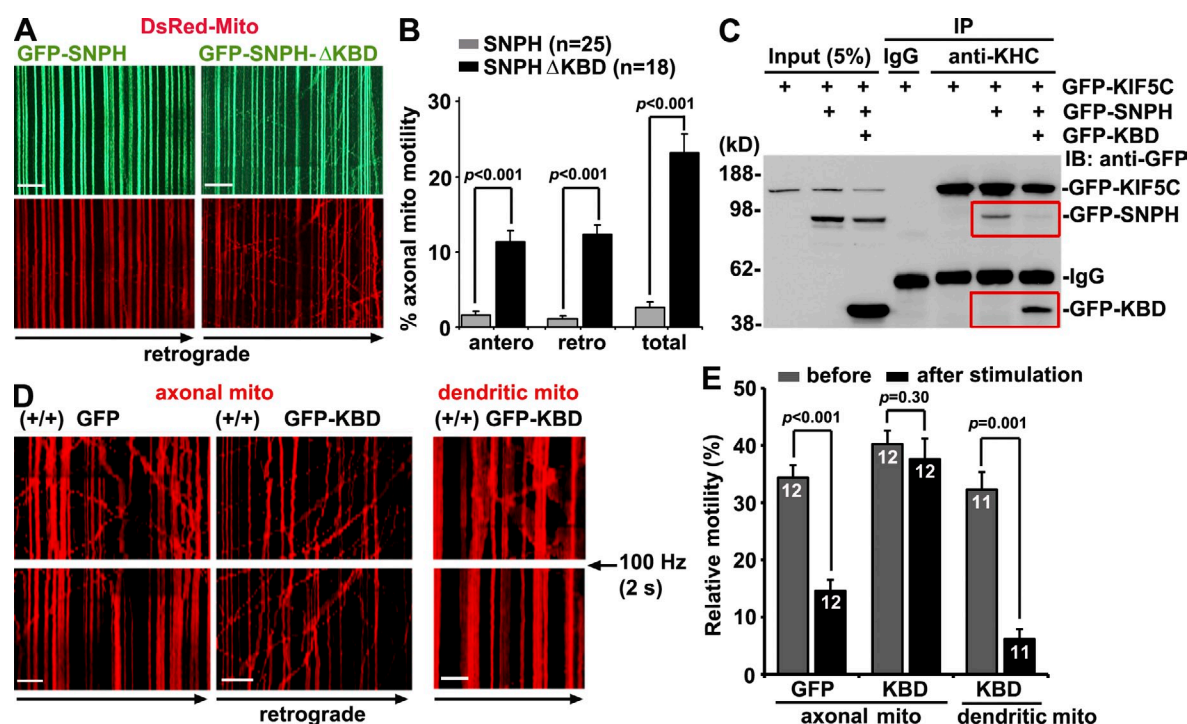 A
DsRed-Mito
GFP-SNPH
GFP-SNPH-ΔKBD
retrograde
B
SNPH (n=25)
SNPH ΔKBD (n=18)
% axonal mito motility
30
20
10
0
p<0.001
p<0.001
p<0.001
antero
retro
total
C
IP
Input (5%)
IgG
anti-KHC
+ + + + + + + GFP-KIF5C
+ + + + GFP-SNPH
+ + GFP-KBD
(kD)
IB: anti-GFP
188-
98-
62-
38-
-GFP-KIF5C
-GFP-SNPH
-IgG
-GFP-KBD
D
axonal mito
dendritic mito
(+/+) GFP
(+/+) GFP-KBD
(+/+) GFP-KBD
100 Hz
(2 s)
retrograde
E
before
after stimulation
Relative motility (%)
50
40
30
20
10
0
p<0.001
p=0.30
p=0.001
12
12
12
12
11
11
GFP
KBD
KBD
axonal mito
dendritic mito